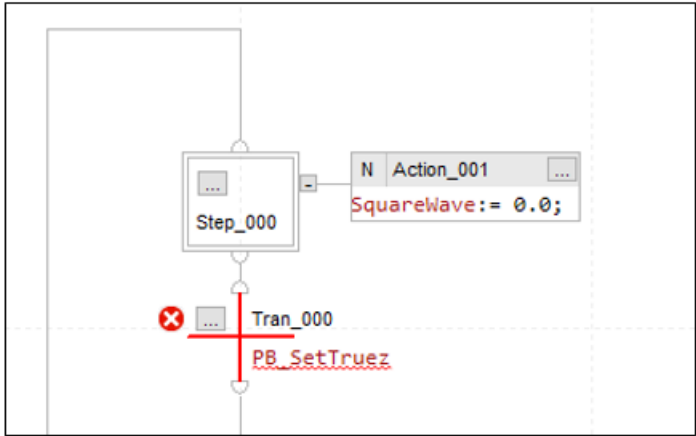 N Action_001 ...
...
SquareWave:= 0.0;
Step_000
... Tran_000
PB_SetTruez